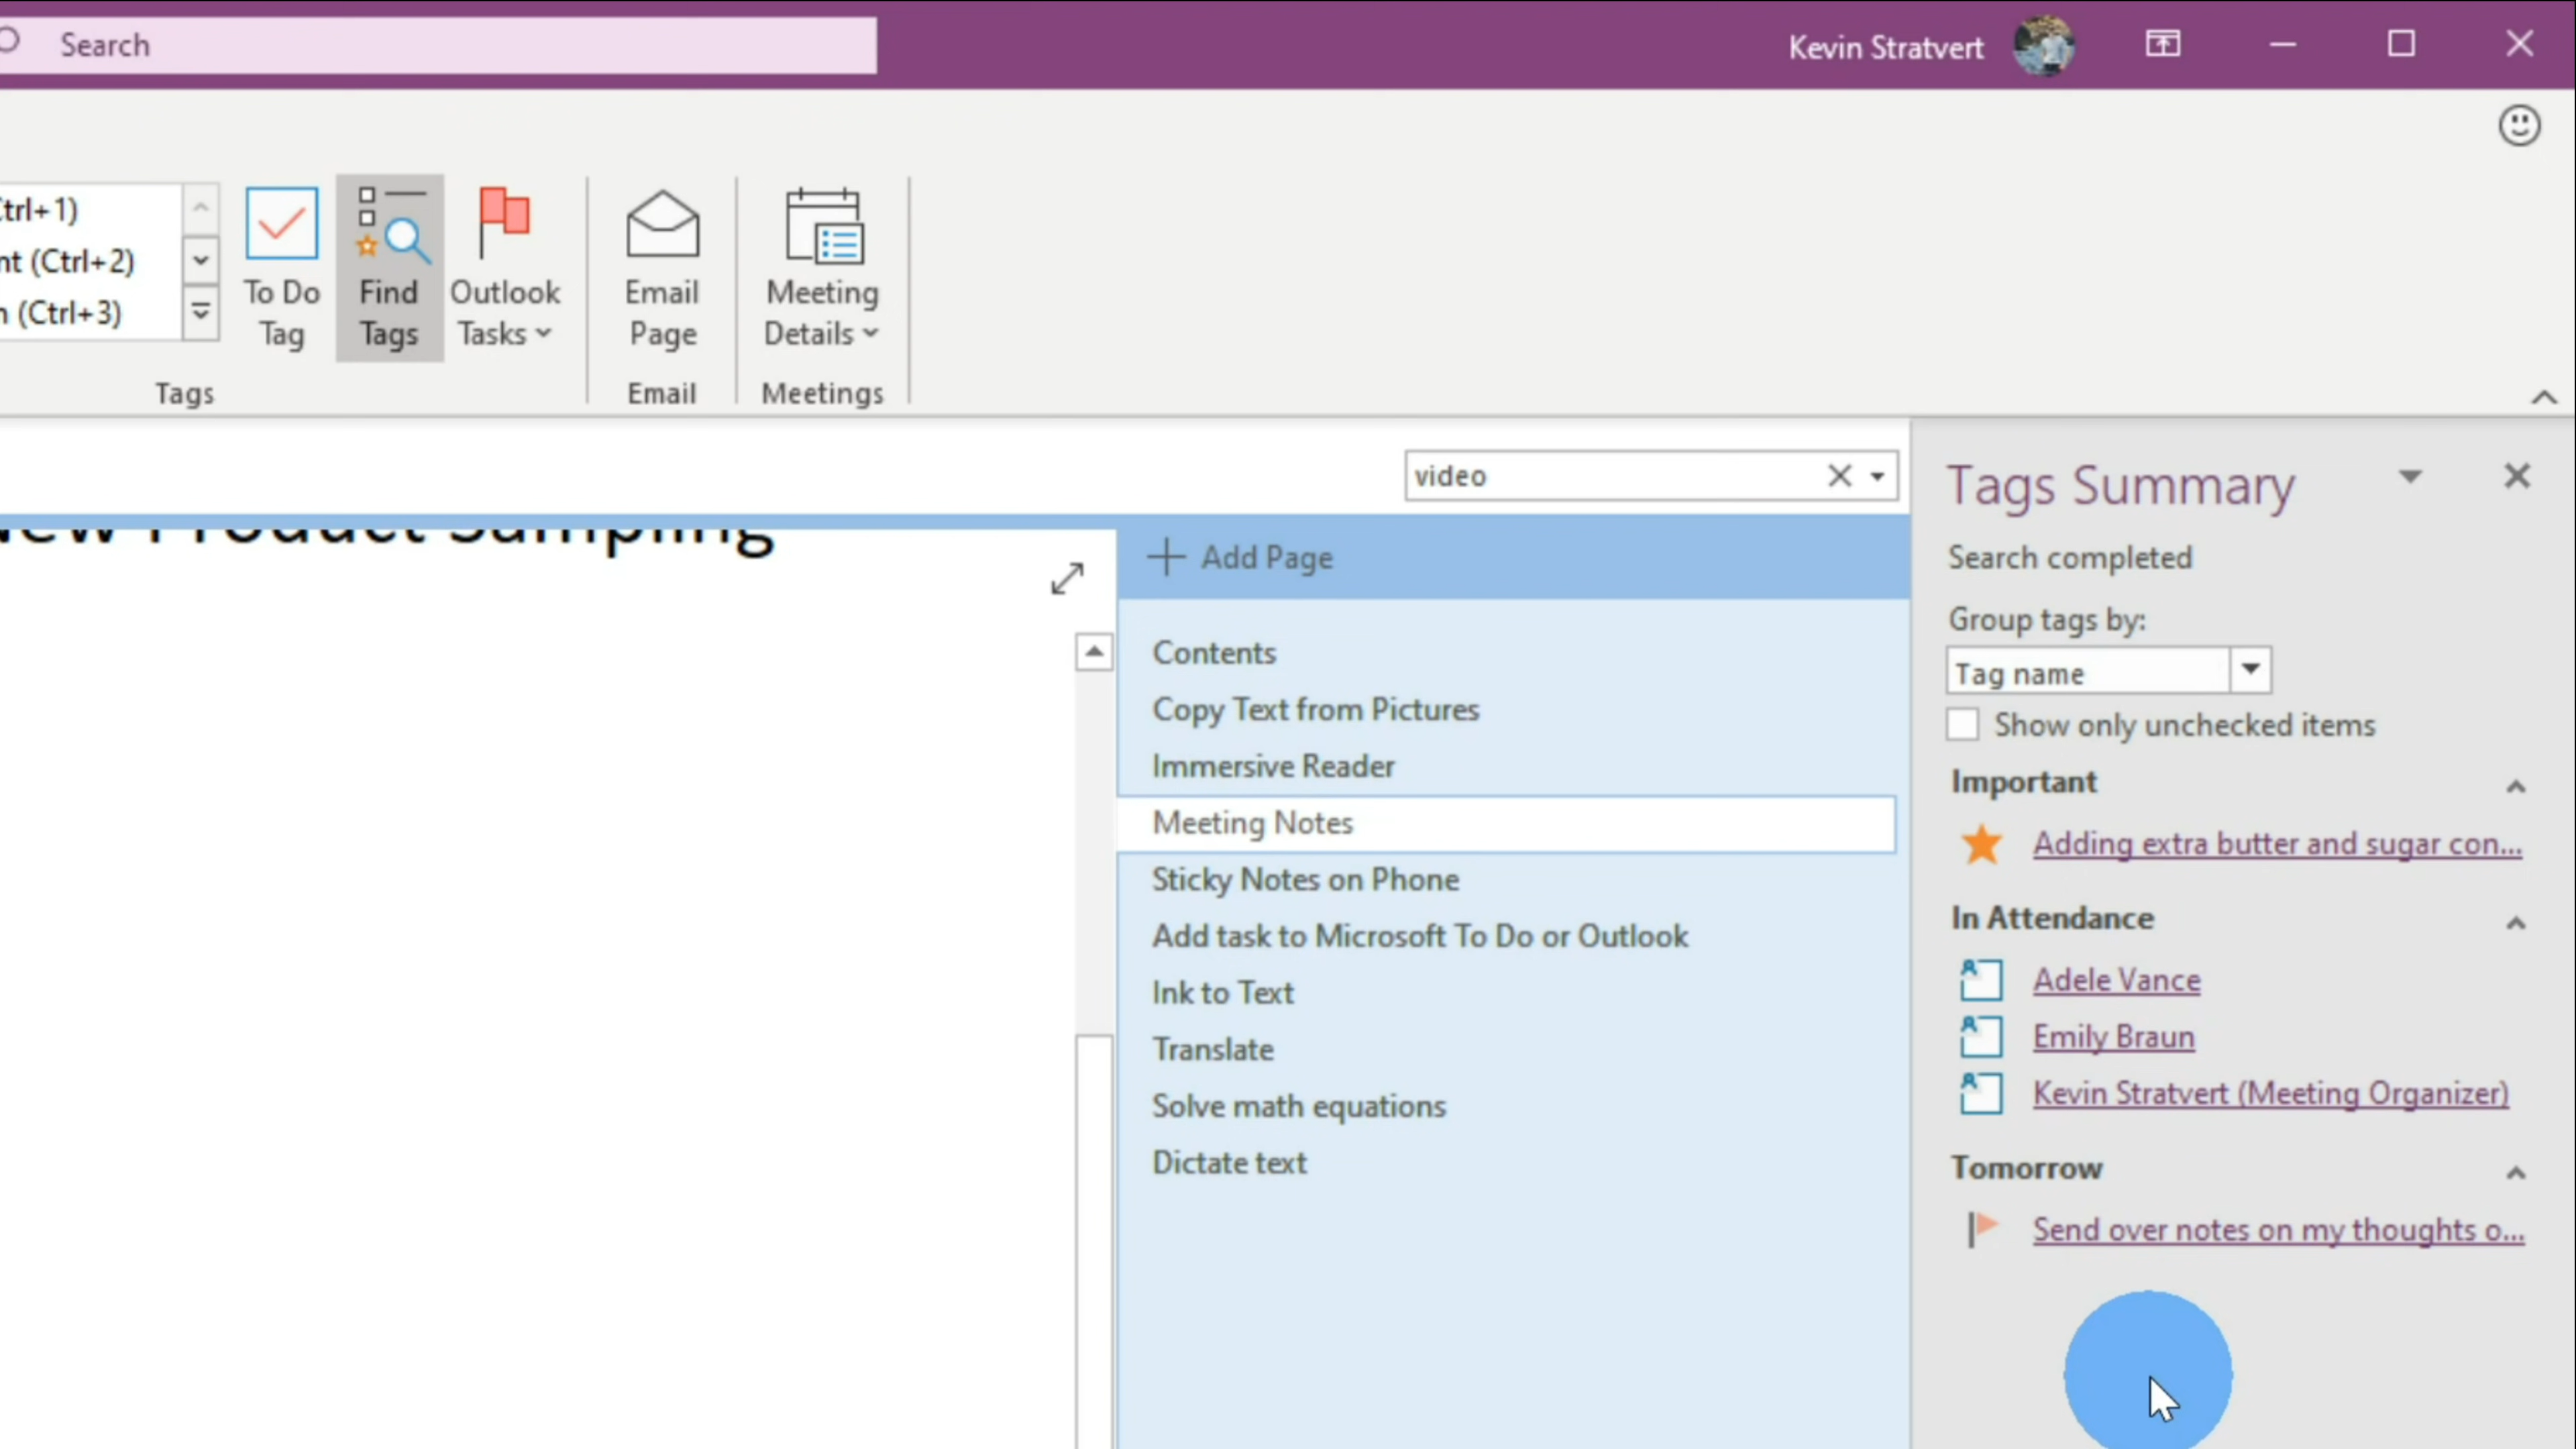 Search
Kevin Stratvert
Ctrl+1)
nt (Ctrl+2)
n (Ctrl+3)
To Do
Tag
Find
Tags
Outlook
Tasks
Email
Page
Meeting
Details
Tags
Email
Meetings
video
New Product Sampling
Add Page
Contents
Copy Text from Pictures
Immersive Reader
Meeting Notes
Sticky Notes on Phone
Add task to Microsoft To Do or Outlook
Ink to Text
Translate
Solve math equations
Dictate text
Tags Summary
Search completed
Group tags by:
Tag name
Show only unchecked items
Important
Adding extra butter and sugar con...
In Attendance
Adele Vance
Emily Braun
Kevin Stratvert (Meeting Organizer)
Tomorrow
Send over notes on my thoughts o...